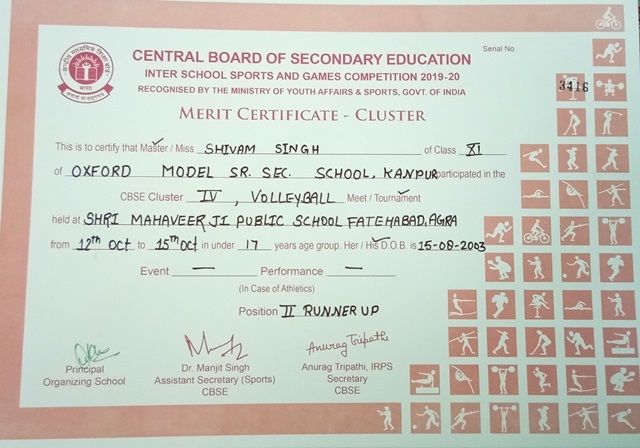 Serial No.
3416
CENTRAL BOARD OF SECONDARY EDUCATION
INTER SCHOOL SPORTS AND GAMES COMPETITION 2019-20
RECOGNISED BY THE MINISTRY OF YOUTH AFFAIRS & SPORTS, GOVT. OF INDIA
MERIT CERTIFICATE - CLUSTER
This is to certify that Master / Miss SHIVAM SINGH of Class XI
of OXFORD MODEL SR. SEC. SCHOOL, KANPUR participated in the
CBSE Cluster IV, VOLLEYBALL Meet / Tournament
held at SHRI MAHAVEER JI PUBLIC SCHOOL FATEHABAD, AGRA
from 12th OCT to 15th OCT in under 17 years age group. Her / His D.O.B. is 15-08-2003
Event — Performance —
(In Case of Athletics)
Position II RUNNER UP
Anurag Tripathi
Principal
Organizing School
Dr. Manjit Singh
Assistant Secretary (Sports)
CBSE
Anurag Tripathi, IRPS
Secretary
CBSE